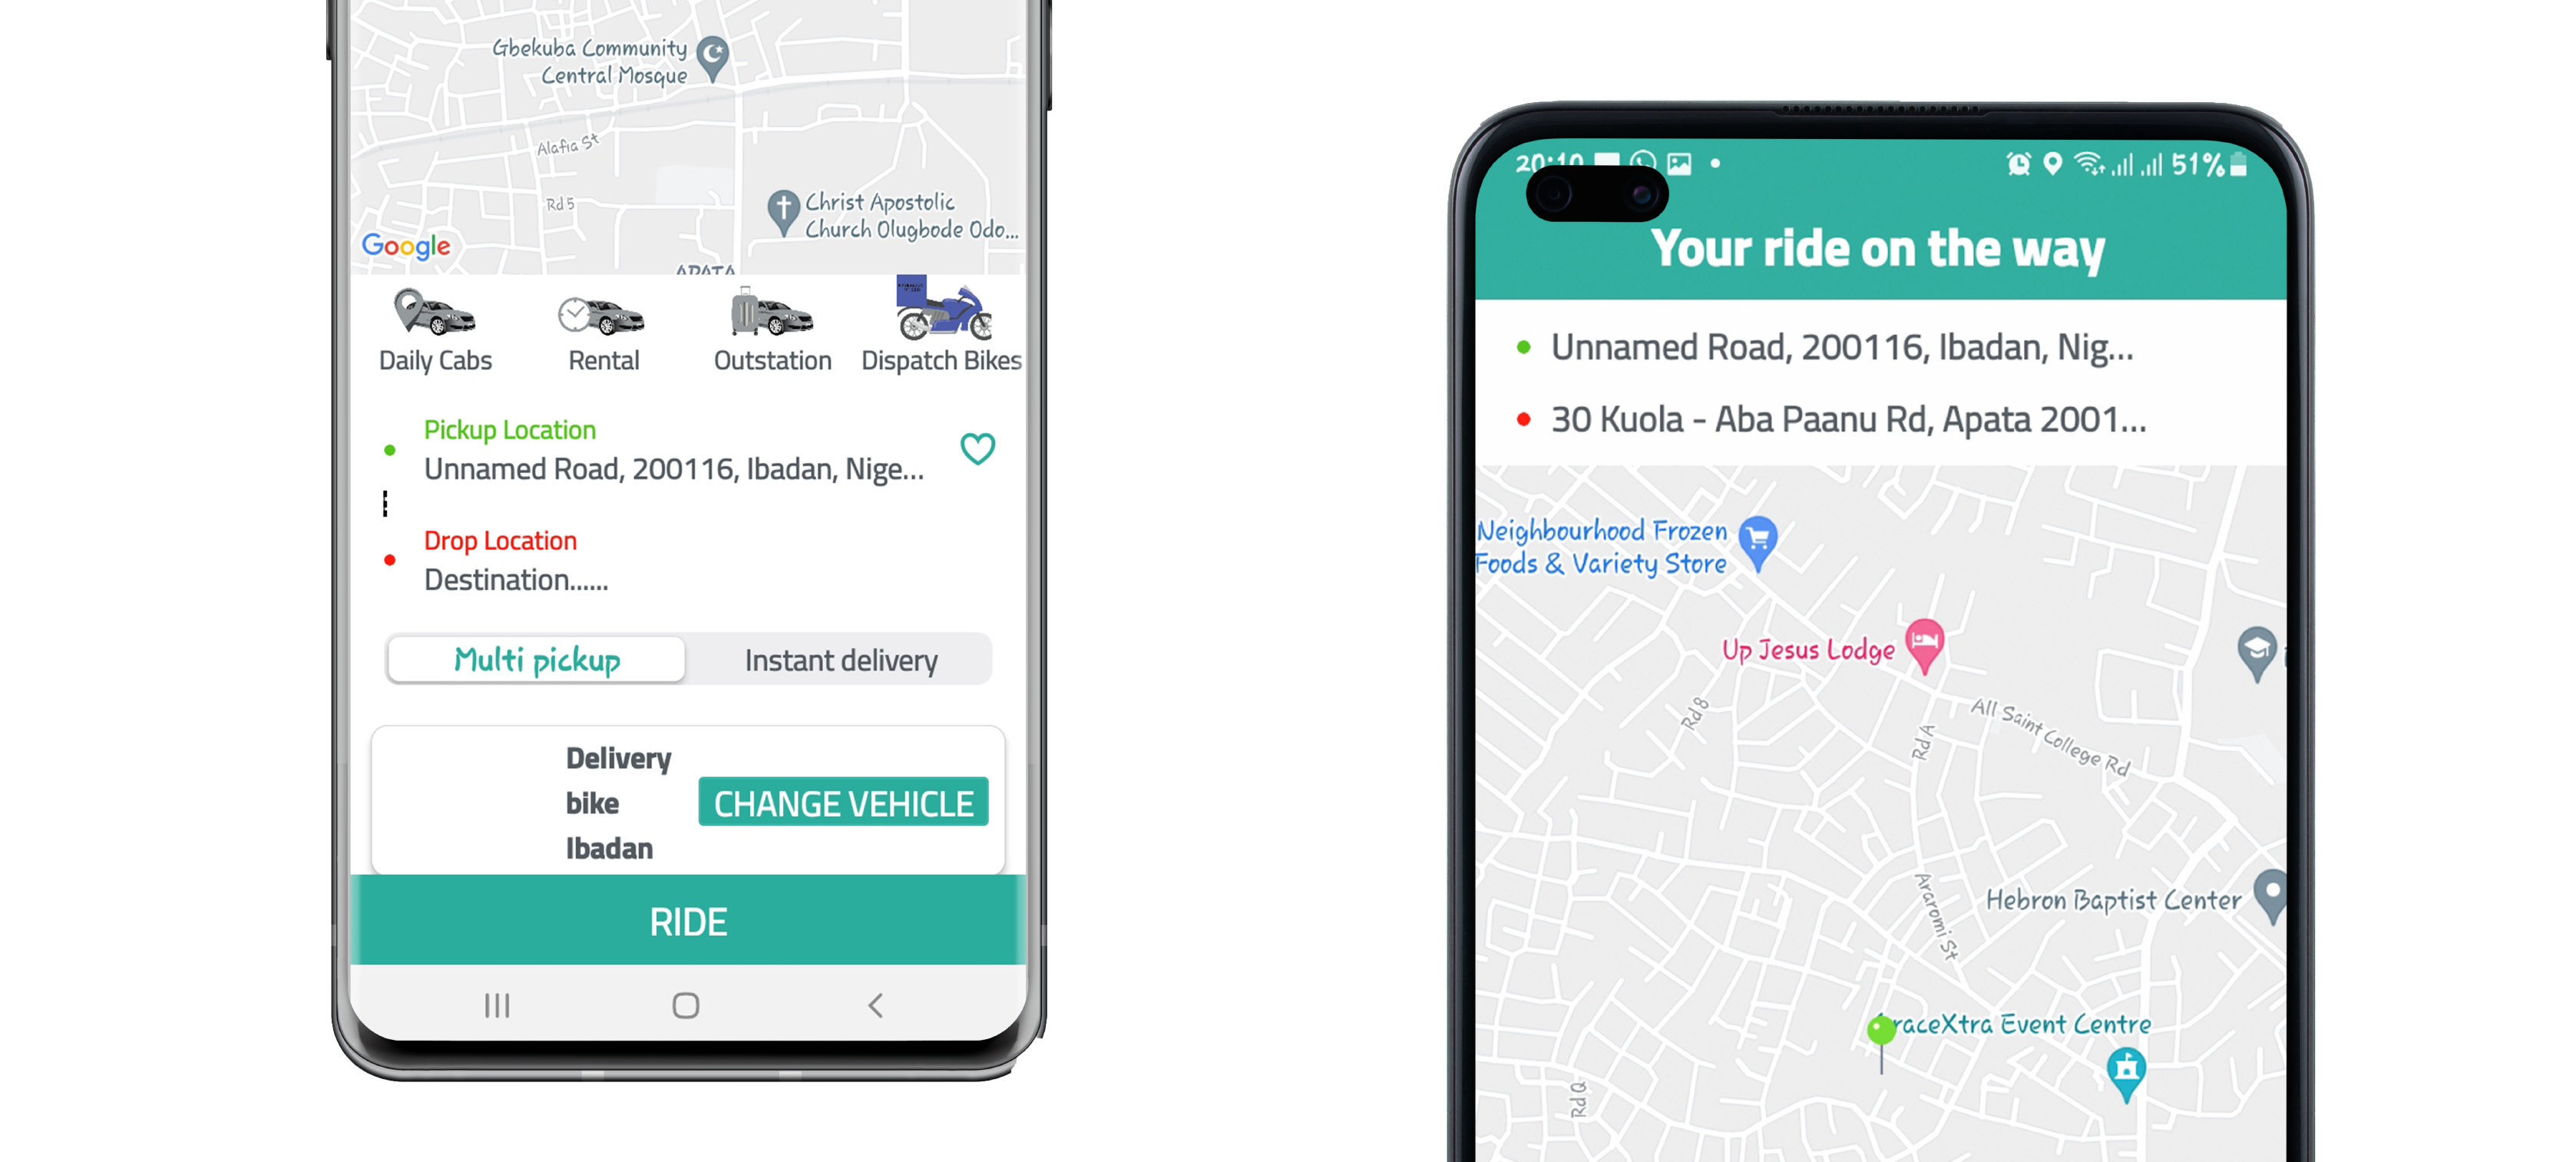 Gbekuba Community
Central Mosque
Alafia St
Rd 5
Christ Apostolic
Church Olugbode Odo...
Google
APATA
Daily Cabs
Rental
Outstation
Dispatch Bikes
Pickup Location
Unnamed Road, 200116, Ibadan, Nige...
Drop Location
Destination......
Multi pickup
Instant delivery
Delivery
bike
Ibadan
CHANGE VEHICLE
RIDE
20:10
51%
Your ride on the way
Unnamed Road, 200116, Ibadan, Nig...
30 Kuola - Aba Paanu Rd, Apata 2001...
Neighbourhood Frozen
Foods & Variety Store
Up Jesus Lodge
Rd 8
Rd A
All Saint College Rd
Araromi St
Hebron Baptist Center
raceXtra Event Centre
Rd Q